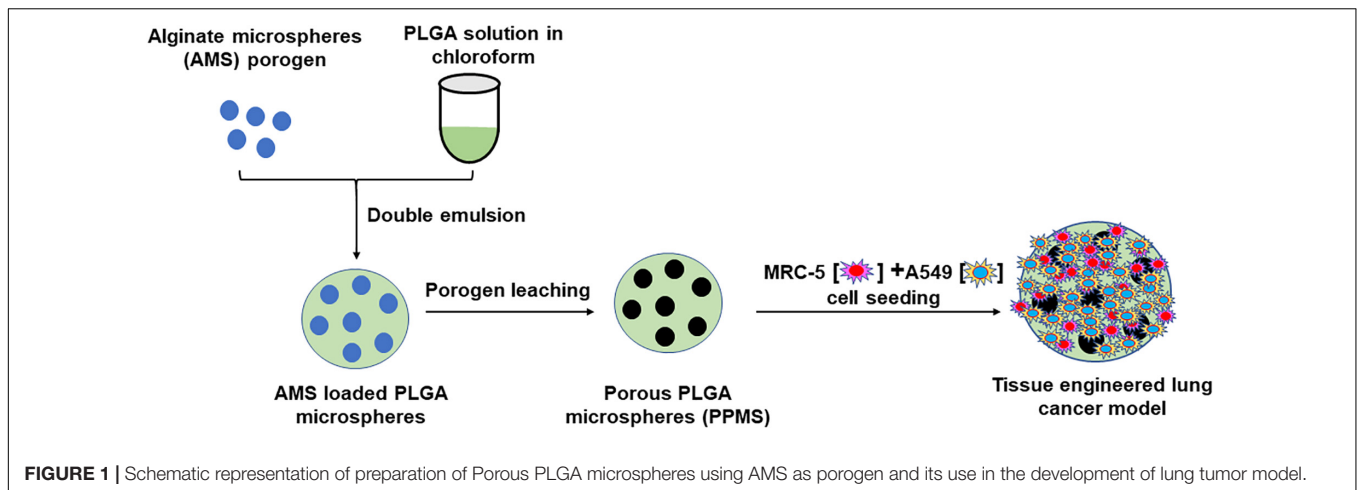 Alginate microspheres
(AMS) porogen
PLGA solution in
chloroform
Double emulsion
Porogen leaching
MRC-5 [ ] +A549 [ ]
cell seeding
AMS loaded PLGA
microspheres
Porous PLGA
microspheres (PPMS)
Tissue engineered lung
cancer model
FIGURE 1 | Schematic representation of preparation of Porous PLGA microspheres using AMS as porogen and its use in the development of lung tumor model.